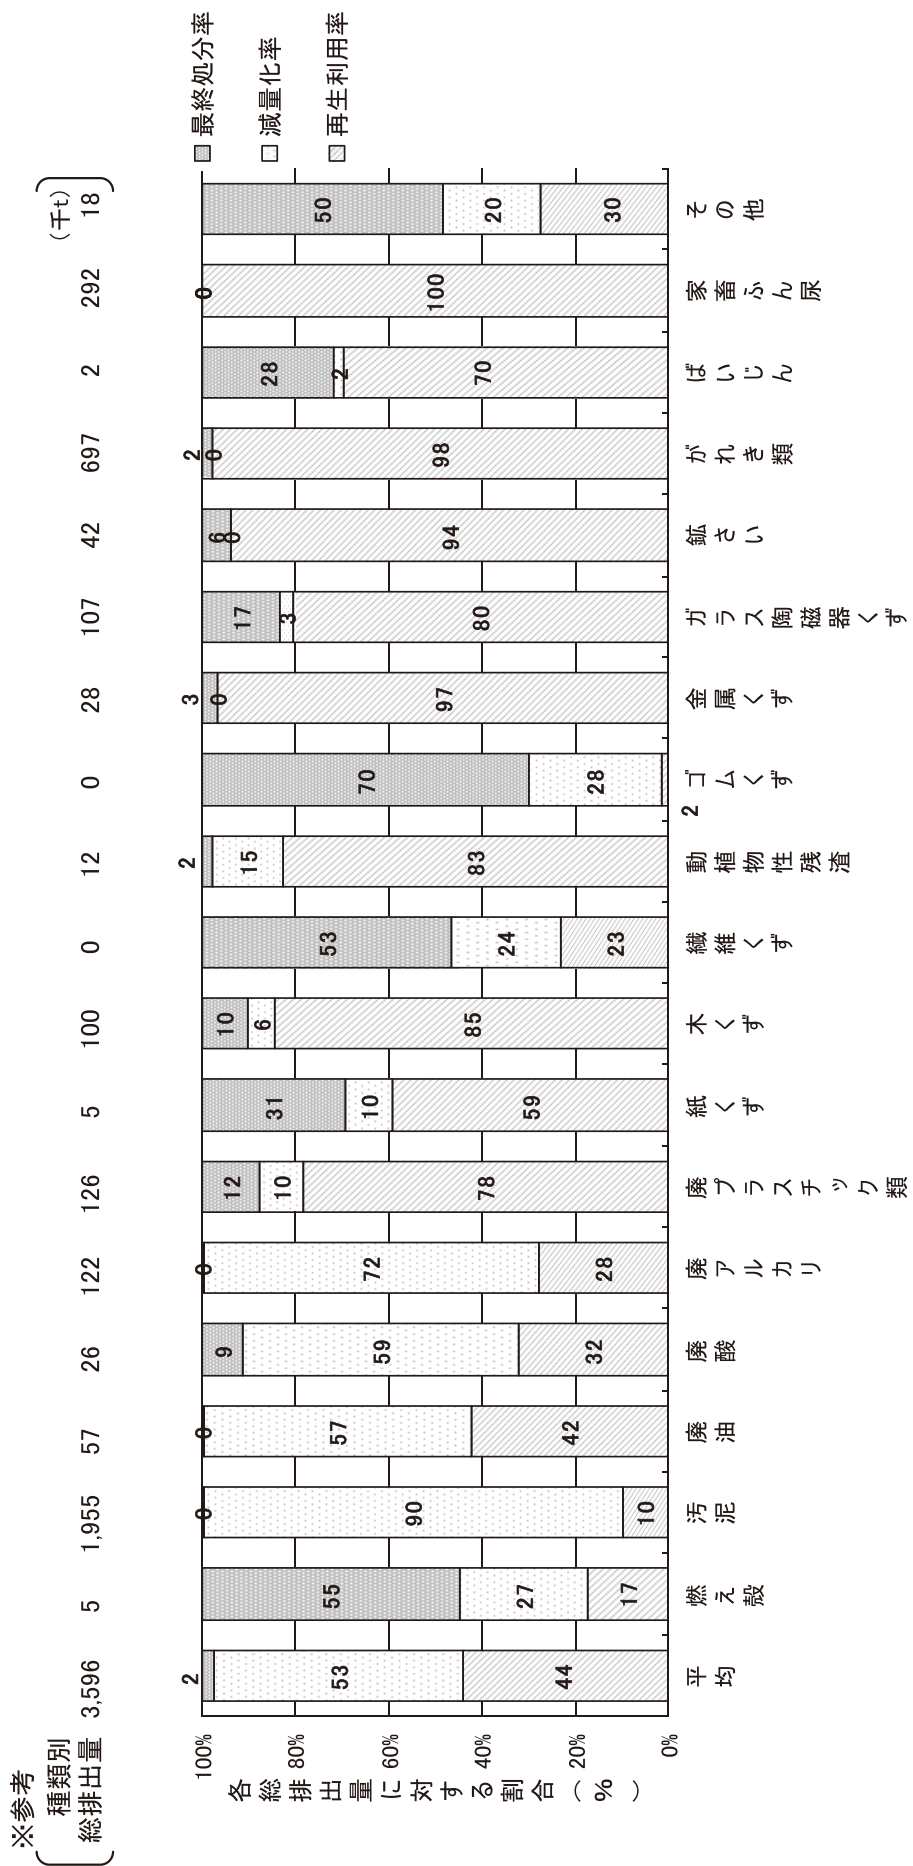 ※参考
種類別
総排出量
(千t)
3,596 5 1,955 57 26 122 126 5 100 0 12 0 28 107 42 697 2 292 18
最終処分率
減量化率
再生利用率
各総排出量に対する割合(%)
100%
80%
60%
40%
20%
0%
2 53 44
55 27 17
0 90 10
0 57 42
9 59 32
0 72 28
12 10 78
31 10 59
10 6 85
53 24 23
2 15 83
70 28 2
3 0 97
17 3 80
6 0 94
2 0 98
28 2 70
0 100
50 20 30
平均
燃え殻
汚泥
廃油
廃酸
廃アルカリ
廃プラスチック類
紙くず
木くず
繊維くず
動植物性残渣
ゴムくず
金属くず
ガラス陶磁器くず
鉱さい
がれき類
ばいじん
家畜ふん尿
その他